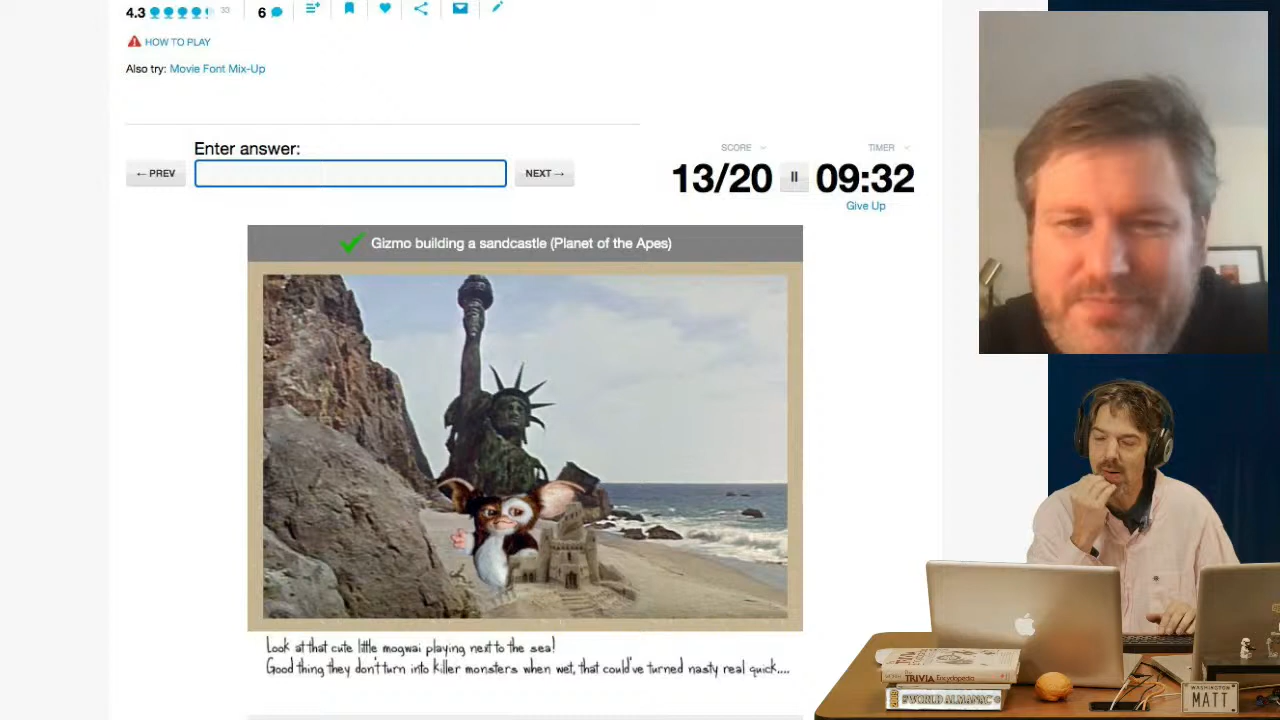 4.3 33 6
HOW TO PLAY
Also try: Movie Font Mix-Up
Enter answer:
← PREV
NEXT →
SCORE
13/20
TIMER
09:32
Give Up
Gizmo building a sandcastle (Planet of the Apes)
Look at that cute little mogwai playing next to the sea!
Good thing they don't turn into killer monsters when wet, that could've turned nasty real quick....
TRIVIA Encyclopedia
WORLD ALMANAC
WASHINGTON
MATT